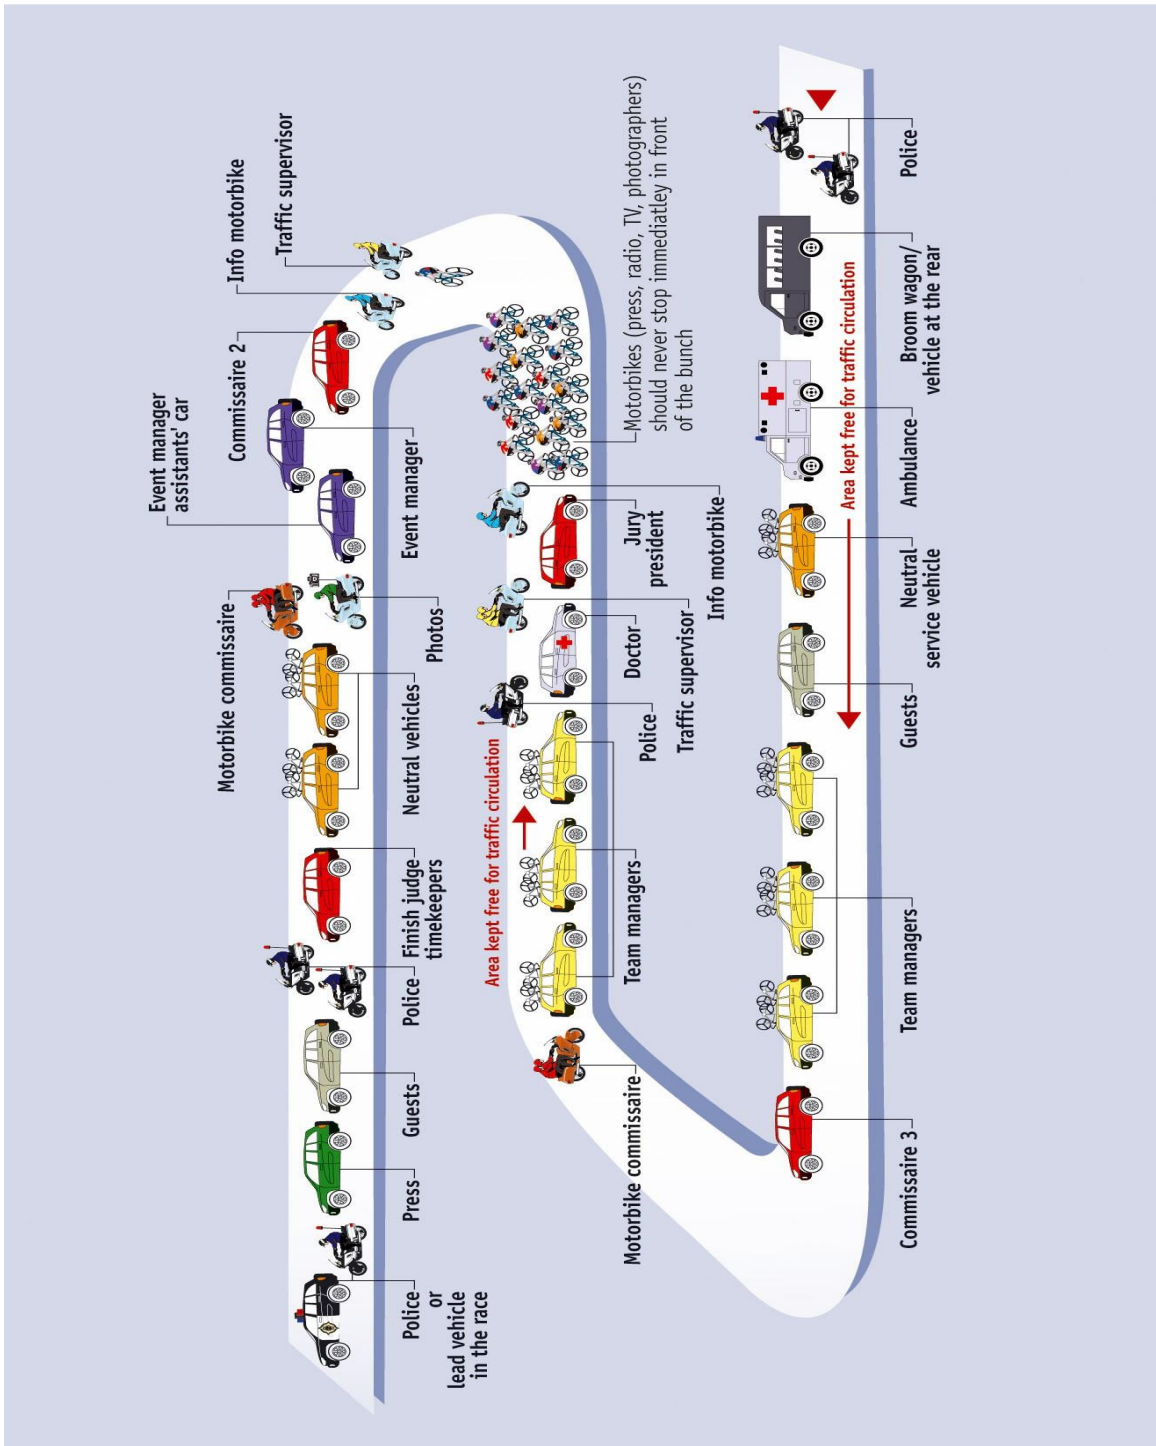 Police
or
lead vehicle
in the race
Press
Guests
Police
Finish judge
timekeepers
Neutral vehicles
Motorbike commissaire
Photos
Event manager
assistants' car
Event manager
Commissaire 2
Info motorbike
Traffic supervisor
Motorbikes (press, radio, TV, photographers)
should never stop immediatley in front
of the bunch
Info motorbike
Jury
president
Traffic supervisor
Doctor
Police
Area kept free for traffic circulation
Team managers
Motorbike commissaire
Commissaire 3
Team managers
Guests
Neutral
service vehicle
Area kept free for traffic circulation
Ambulance
Broom wagon/
vehicle at the rear
Police